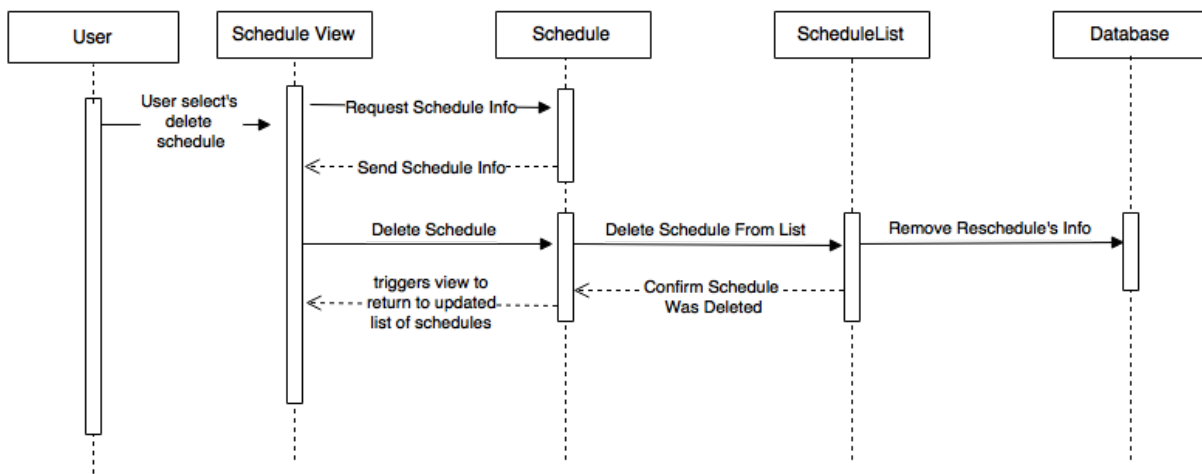 User
Schedule View
Schedule
ScheduleList
Database
User select's
delete
schedule
Request Schedule Info
Send Schedule Info
Delete Schedule
Delete Schedule From List
Remove Reschedule's Info
triggers view to
return to updated
list of schedules
Confirm Schedule
Was Deleted